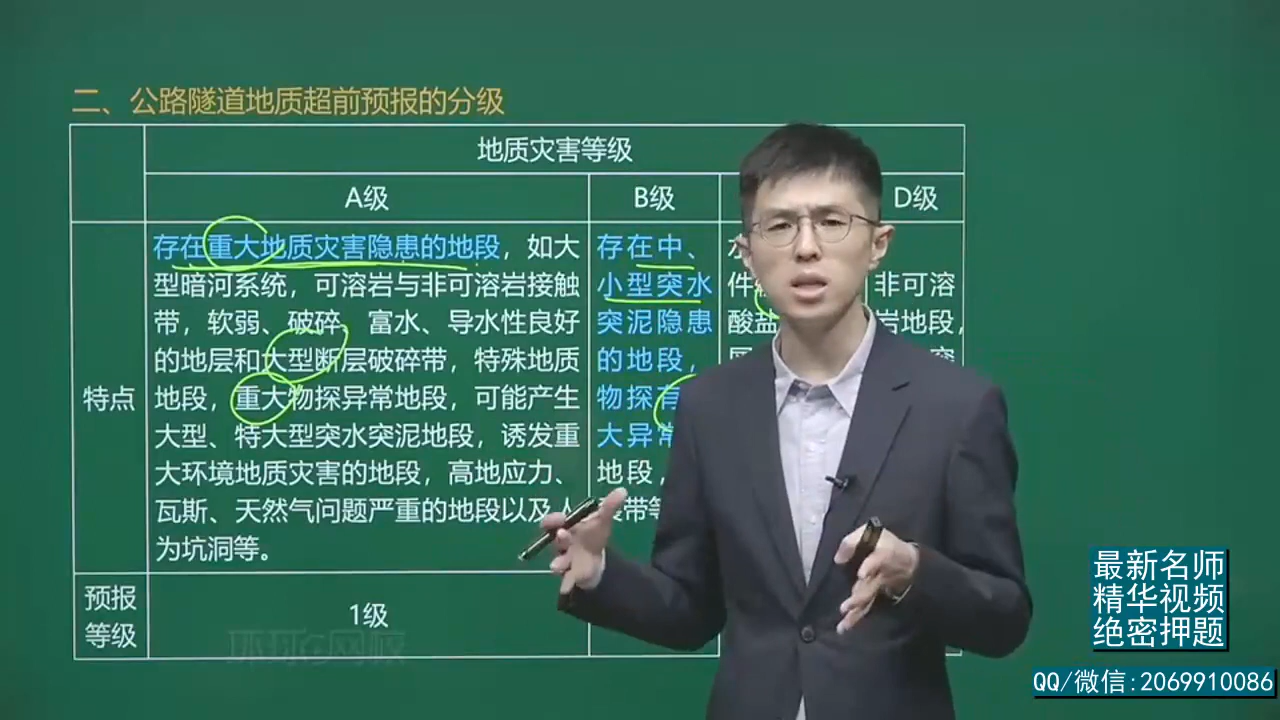 二、公路隧道地质超前预报的分级
地质灾害等级
A级
B级
D级
特点
存在重大地质灾害隐患的地段，如大
型暗河系统，可溶岩与非可溶岩接触
带，软弱、破碎、富水、导水性良好
的地层和大型断层破碎带，特殊地质
地段，重大物探异常地段，可能产生
大型、特大型突水突泥地段，诱发重
大环境地质灾害的地段，高地应力、
瓦斯、天然气问题严重的地段以及人
为坑洞等。
存在中、
小型突水
突泥隐患
的地段，
物探有
大异常
地段，
带等
件
酸盐
非可溶
岩地段，
预报
等级
1级
环球网校
最新名师
精华视频
绝密押题
QQ/微信:2069910086